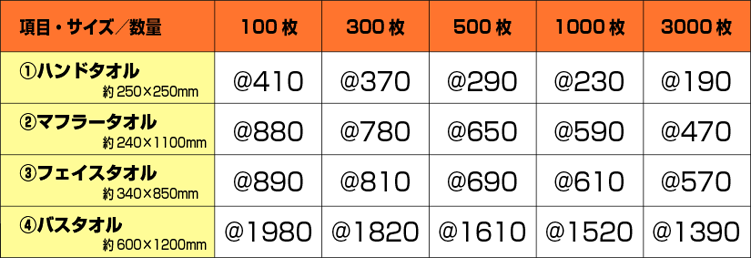 項目・サイズ／数量 100枚 300枚 500枚 1000枚 3000枚
①ハンドタオル
約250×250mm
@410 @370 @290 @230 @190
②マフラータオル
約240×1100mm
@880 @780 @650 @590 @470
③フェイスタオル
約340×850mm
@890 @810 @690 @610 @570
④バスタオル
約600×1200mm
@1980 @1820 @1610 @1520 @1390